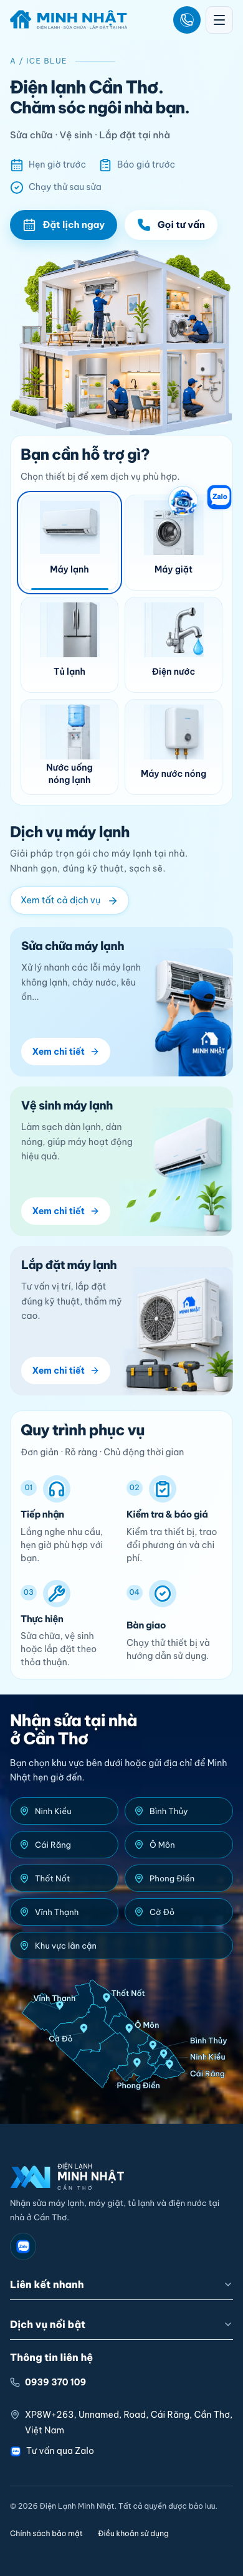 MINH NHẬT
ĐIỆN LẠNH · SỬA CHỮA · LẮP ĐẶT TẠI NHÀ
A / ICE BLUE
Điện lạnh Cần Thơ.
Chăm sóc ngôi nhà bạn.
Sửa chữa · Vệ sinh · Lắp đặt tại nhà
Hẹn giờ trước
Báo giá trước
Chạy thử sau sửa
Đặt lịch ngay
Gọi tư vấn
Bạn cần hỗ trợ gì?
Chọn thiết bị để xem dịch vụ phù hợp.
Zalo
Máy lạnh
Máy giặt
Tủ lạnh
Điện nước
Nước uống
nóng lạnh
Máy nước nóng
Dịch vụ máy lạnh
Giải pháp trọn gói cho máy lạnh tại nhà.
Nhanh gọn, đúng kỹ thuật, sạch sẽ.
Xem tất cả dịch vụ
Sửa chữa máy lạnh
Xử lý nhanh các lỗi máy lạnh
không lạnh, chảy nước, kêu
ồn...
Xem chi tiết
MINH NHẬT
Vệ sinh máy lạnh
Làm sạch dàn lạnh, dàn
nóng, giúp máy hoạt động
hiệu quả.
Xem chi tiết
Lắp đặt máy lạnh
Tư vấn vị trí, lắp đặt
đúng kỹ thuật, thẩm mỹ
cao.
Xem chi tiết
MINH NHẬT
Quy trình phục vụ
Đơn giản · Rõ ràng · Chủ động thời gian
01
Tiếp nhận
Lắng nghe nhu cầu,
hẹn giờ phù hợp với
bạn.
02
Kiểm tra & báo giá
Kiểm tra thiết bị, trao
đổi phương án và chi
phí.
03
Thực hiện
Sửa chữa, vệ sinh
hoặc lắp đặt theo
thỏa thuận.
04
Bàn giao
Chạy thử thiết bị và
hướng dẫn sử dụng.
Nhận sửa tại nhà
ở Cần Thơ
Bạn chọn khu vực bên dưới hoặc gửi địa chỉ để Minh
Nhật hẹn giờ đến.
Ninh Kiều
Bình Thủy
Cái Răng
Ô Môn
Thốt Nốt
Phong Điền
Vĩnh Thạnh
Cờ Đỏ
Khu vực lân cận
Thốt Nốt
Vĩnh Thạnh
Ô Môn
Cờ Đỏ
Bình Thủy
Ninh Kiều
Cái Răng
Phong Điền
ĐIỆN LẠNH
MINH NHẬT
CẦN THƠ
Nhận sửa máy lạnh, máy giặt, tủ lạnh và điện nước tại
nhà ở Cần Thơ.
Zalo
Liên kết nhanh
Dịch vụ nổi bật
Thông tin liên hệ
0939 370 109
XP8W+263, Unnamed, Road, Cái Răng, Cần Thơ,
Việt Nam
Tư vấn qua Zalo
© 2026 Điện Lạnh Minh Nhật. Tất cả quyền được bảo lưu.
Chính sách bảo mật
Điều khoản sử dụng